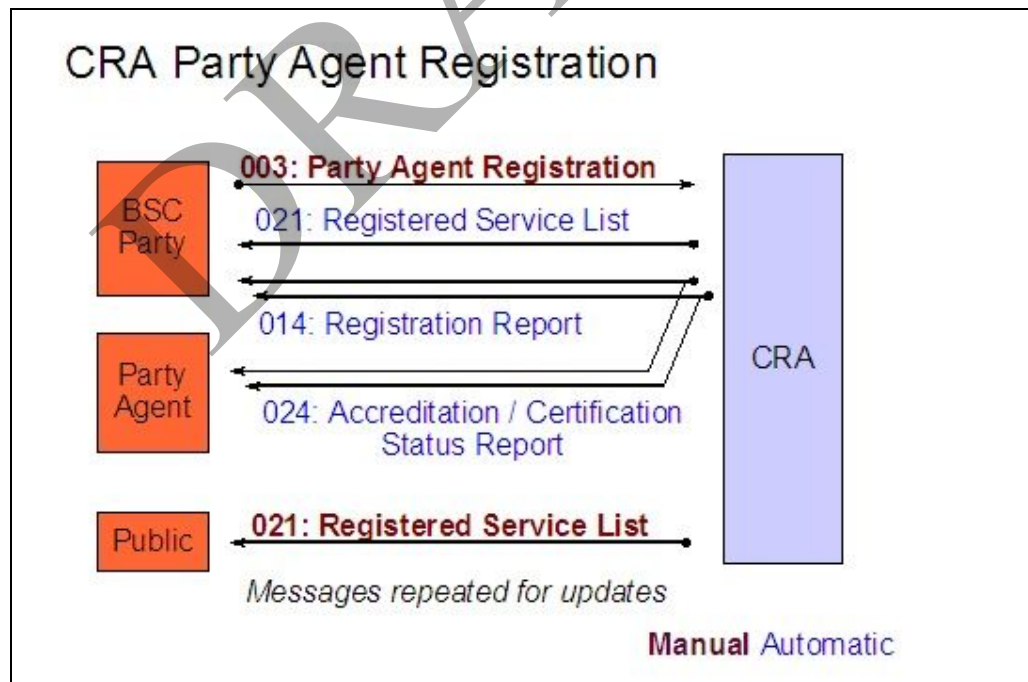 CRA Party Agent Registration
003: Party Agent Registration
BSC
Party
021: Registered Service List
014: Registration Report
Party
Agent
024: Accreditation / Certification
Status Report
CRA
Public
021: Registered Service List
Messages repeated for updates
Manual Automatic